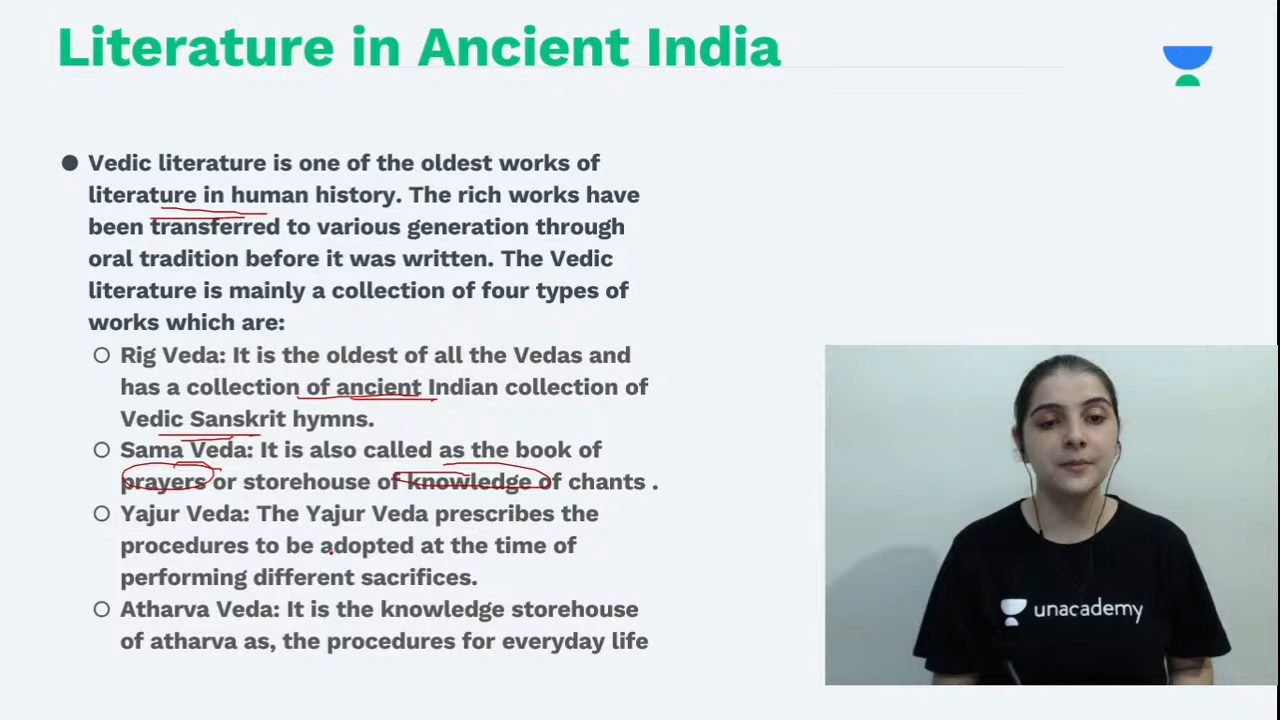 Literature in Ancient India
● Vedic literature is one of the oldest works of
literature in human history. The rich works have
been transferred to various generation through
oral tradition before it was written. The Vedic
literature is mainly a collection of four types of
works which are:
○ Rig Veda: It is the oldest of all the Vedas and
has a collection of ancient Indian collection of
Vedic Sanskrit hymns.
○ Sama Veda: It is also called as the book of
prayers or storehouse of knowledge of chants .
○ Yajur Veda: The Yajur Veda prescribes the
procedures to be adopted at the time of
performing different sacrifices.
○ Atharva Veda: It is the knowledge storehouse
of atharva as, the procedures for everyday life
unacademy